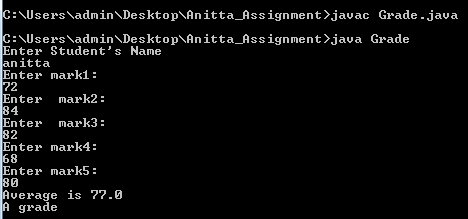 C:\Users\admin\Desktop\Anitta_Assignment>javac Grade.java
C:\Users\admin\Desktop\Anitta_Assignment>java Grade
Enter Student's Name
anitta
Enter mark1:
72
Enter  mark2:
84
Enter  mark3:
82
Enter mark4:
68
Enter mark5:
80
Average is 77.0
A grade